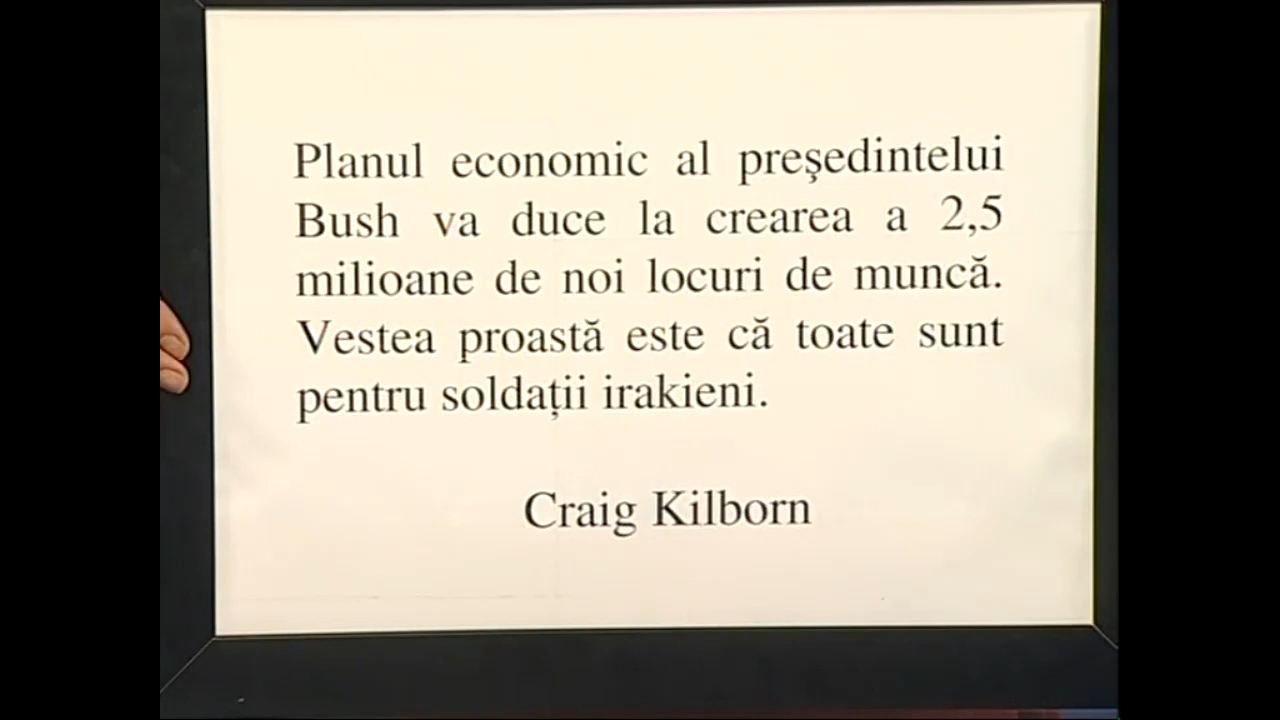 Planul economic al preşedintelui
Bush va duce la crearea a 2,5
milioane de noi locuri de muncă.
Vestea proastă este că toate sunt
pentru soldaţii irakieni.
Craig Kilborn